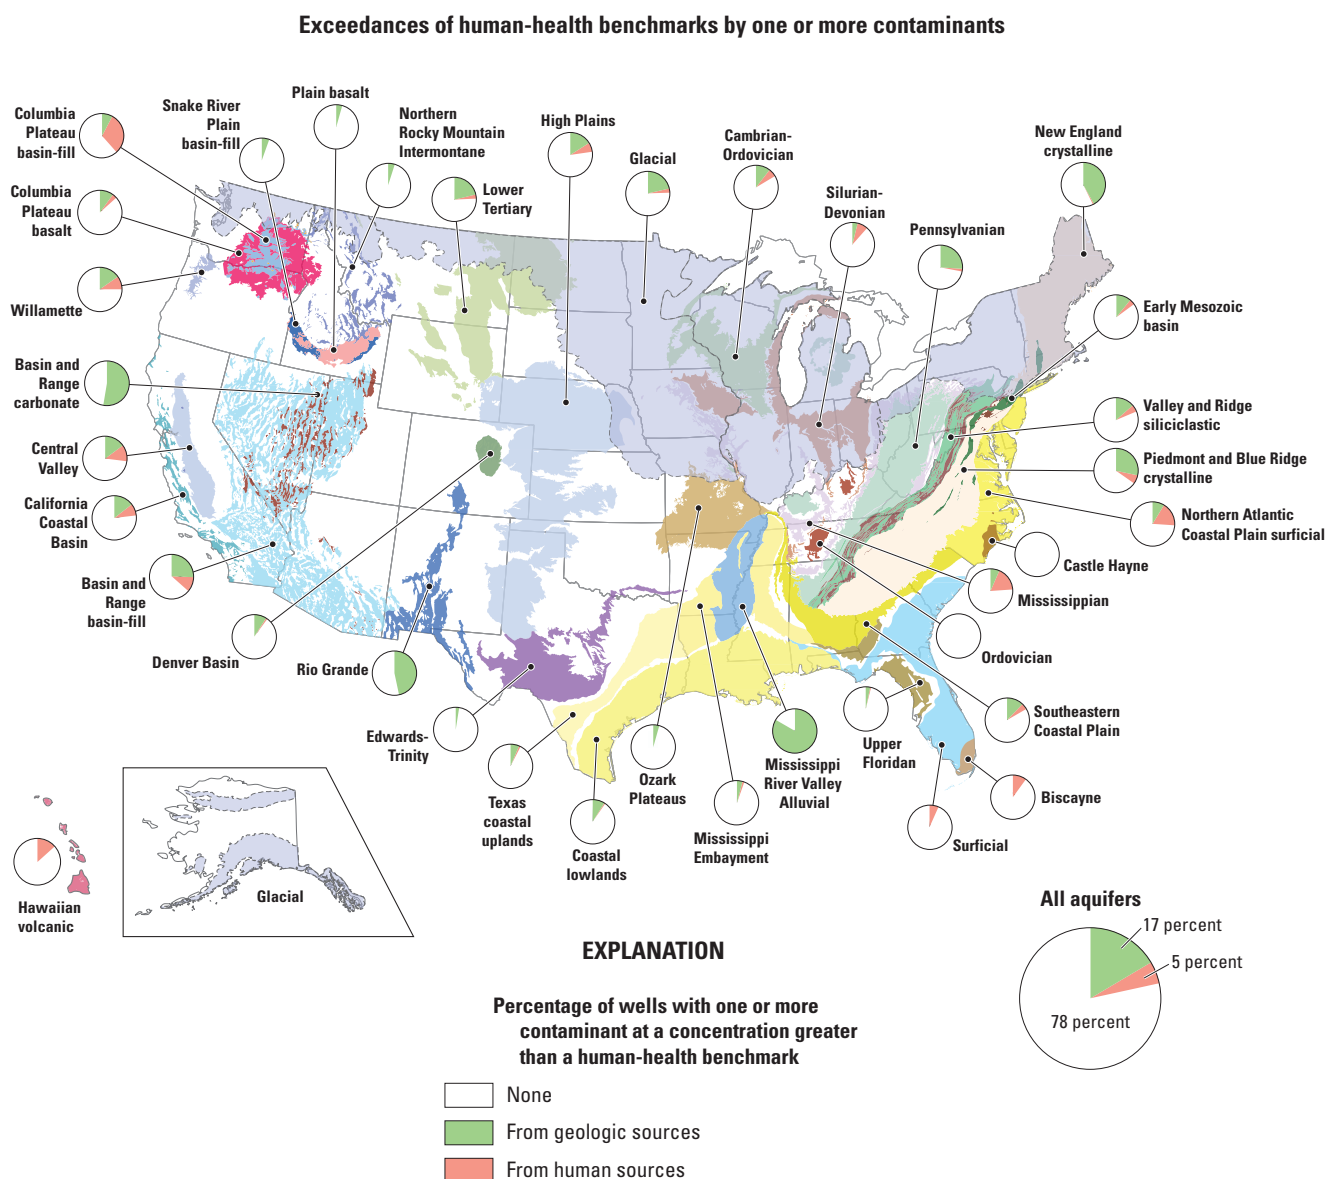 Exceedances of human-health benchmarks by one or more contaminants
Columbia
Plateau
basin-fill
Snake River
Plain
basin-fill
Plain basalt
Northern
Rocky Mountain
Intermontane
High Plains
Glacial
Cambrian-
Ordovician
Silurian-
Devonian
New England
crystalline
Columbia
Plateau
basalt
Lower
Tertiary
Pennsylvanian
Willamette
Early Mesozoic
basin
Basin and
Range
carbonate
Valley and Ridge
siliciclastic
Central
Valley
Piedmont and Blue Ridge
crystalline
California
Coastal
Basin
Northern Atlantic
Coastal Plain surficial
Basin and
Range
basin-fill
Castle Hayne
Mississippian
Denver Basin
Rio Grande
Ordovician
Edwards-
Trinity
Texas
coastal
uplands
Coastal
lowlands
Ozark
Plateaus
Mississippi
Embayment
Mississippi
River Valley
Alluvial
Upper
Floridan
Southeastern
Coastal Plain
Biscayne
Surficial
Hawaiian
volcanic
Glacial
All aquifers
17 percent
5 percent
78 percent
EXPLANATION
Percentage of wells with one or more
contaminant at a concentration greater
than a human-health benchmark
None
From geologic sources
From human sources